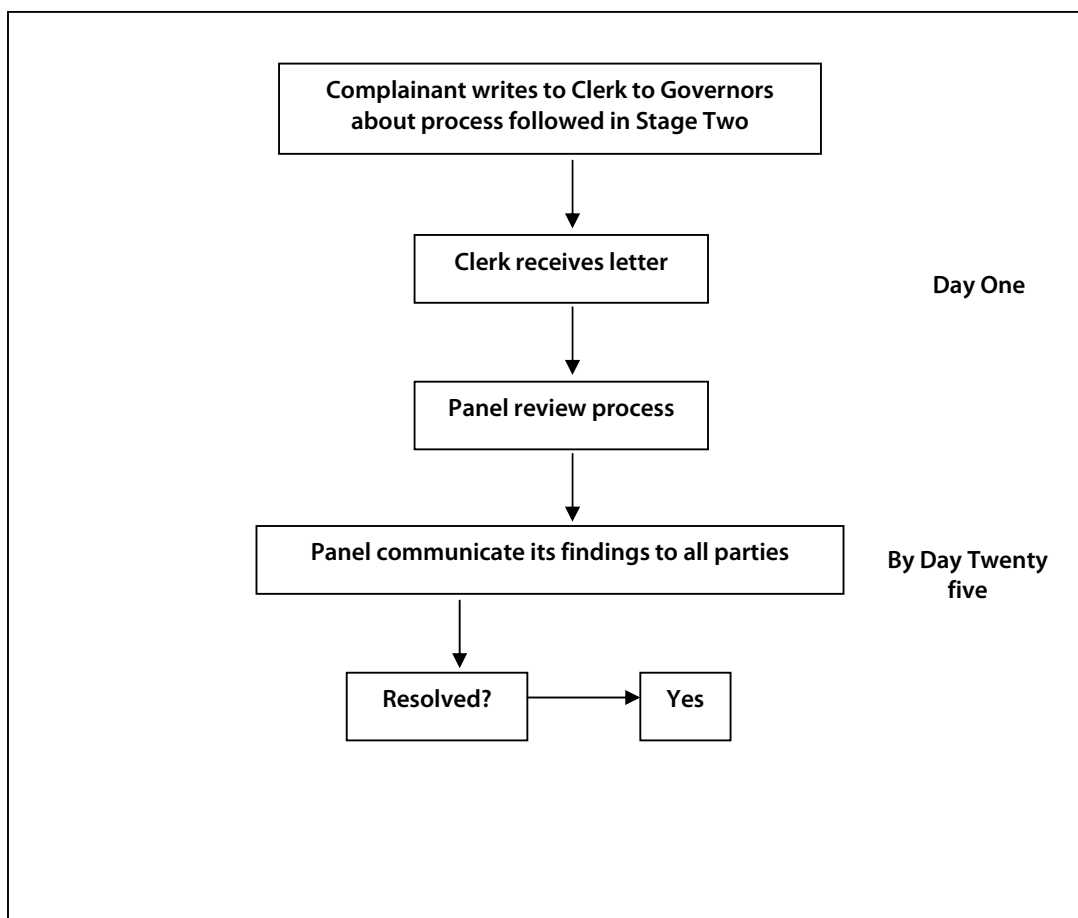 Complainant writes to Clerk to Governors
about process followed in Stage Two
Clerk receives letter
Day One
Panel review process
Panel communicate its findings to all parties
By Day Twenty
five
Resolved?
Yes